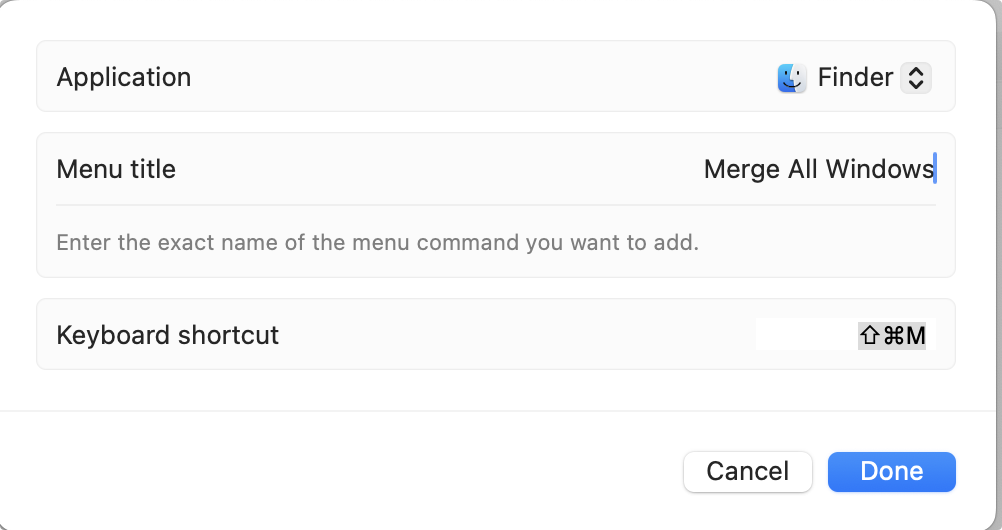 Application
Finder
Menu title
Merge All Windows
Enter the exact name of the menu command you want to add.
Keyboard shortcut
⇧⌘M
Cancel
Done